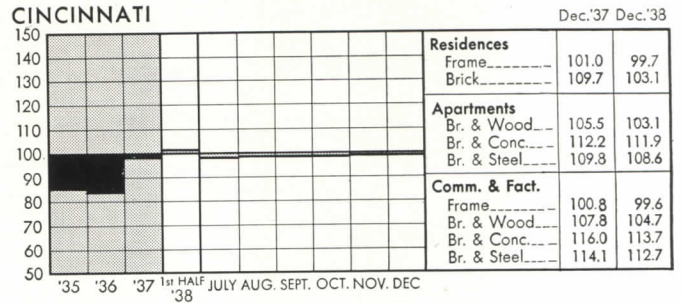 CINCINNATI
Dec.'37 Dec.'38
150
140
130
120
110
100
90
80
70
60
50
'35 '36 '37 1st HALF '38 JULY AUG. SEPT. OCT. NOV. DEC
Residences
Frame 101.0 99.7
Brick 109.7 103.1
Apartments
Br. & Wood 105.5 103.1
Br. & Conc. 112.2 111.9
Br. & Steel 109.8 108.6
Comm. & Fact.
Frame 100.8 99.6
Br. & Wood 107.8 104.7
Br. & Conc. 116.0 113.7
Br. & Steel 114.1 112.7